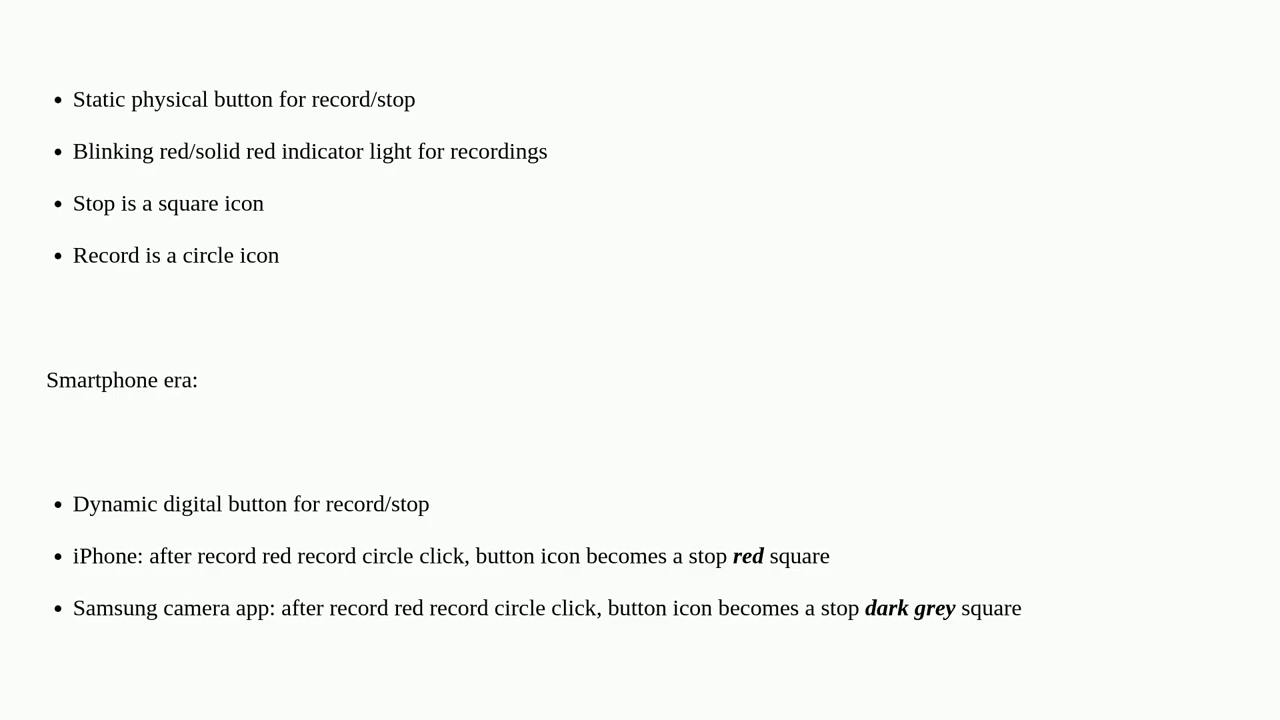 • Static physical button for record/stop
• Blinking red/solid red indicator light for recordings
• Stop is a square icon
• Record is a circle icon
Smartphone era:
• Dynamic digital button for record/stop
• iPhone: after record red record circle click, button icon becomes a stop red square
• Samsung camera app: after record red record circle click, button icon becomes a stop dark grey square